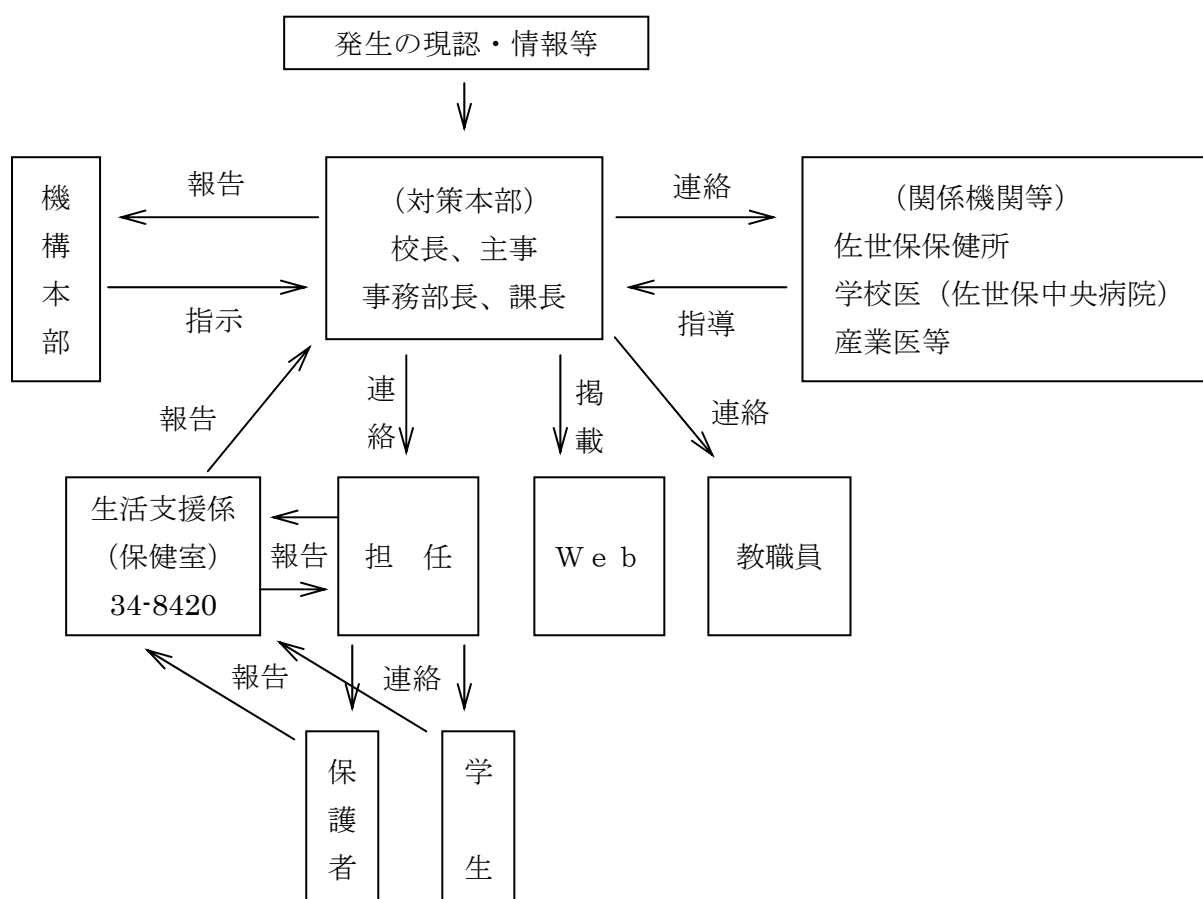 発生の現認・情報等
機構本部
報告
指示
(対策本部)
校長、主事
事務部長、課長
連絡
指導
(関係機関等)
佐世保保健所
学校医(佐世保中央病院)
産業医等
報告
連絡
掲載
連絡
生活支援係
(保健室)
34-8420
報告
担 任
Web
教職員
報告
連絡
保護者
学 生